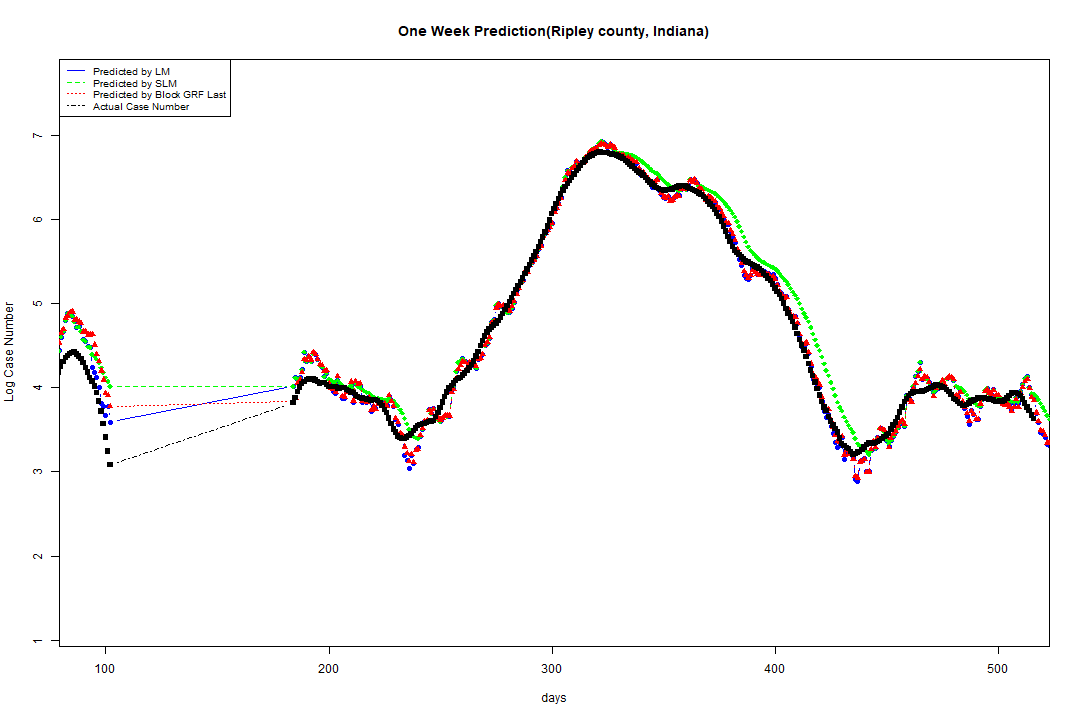 One Week Prediction(Ripley county, Indiana)
Predicted by LM
Predicted by SLM
Predicted by Block GRF Last
Actual Case Number
7
6
5
4
3
2
1
Log Case Number
100 200 300 400 500
days